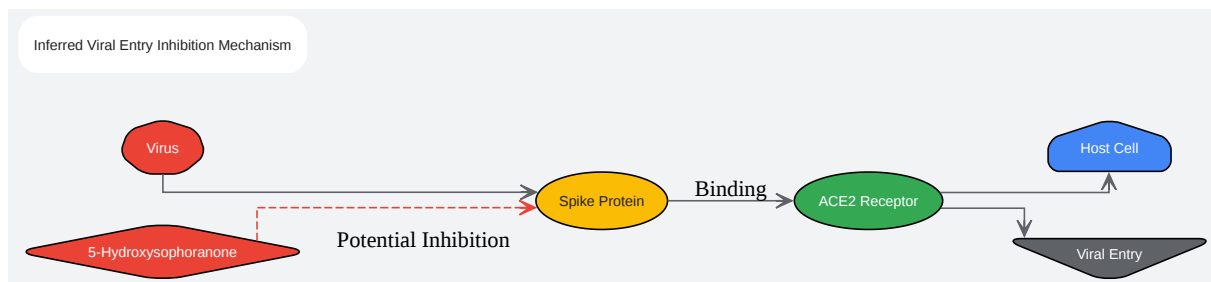 Inferred Viral Entry Inhibition Mechanism
Virus
Host Cell
Binding
Spike Protein
ACE2 Receptor
Potential Inhibition
5-Hydroxysophoranone
Viral Entry